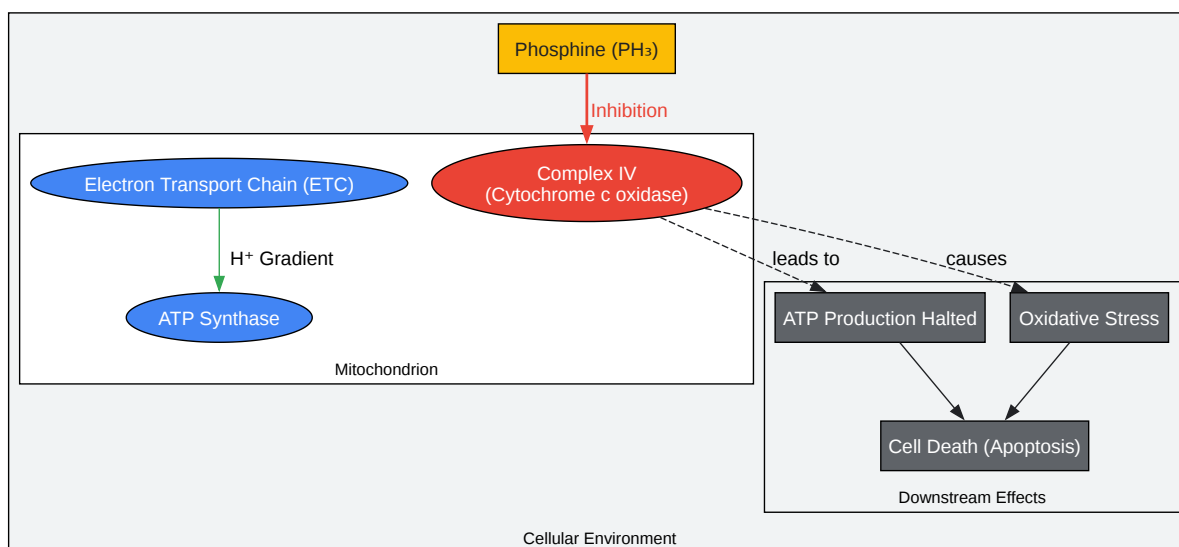 Phosphine (PH₃)
Inhibition
Electron Transport Chain (ETC)
Complex IV
(Cytochrome c oxidase)
H⁺ Gradient
leads to
causes
ATP Synthase
ATP Production Halted
Oxidative Stress
Mitochondrion
Cell Death (Apoptosis)
Downstream Effects
Cellular Environment